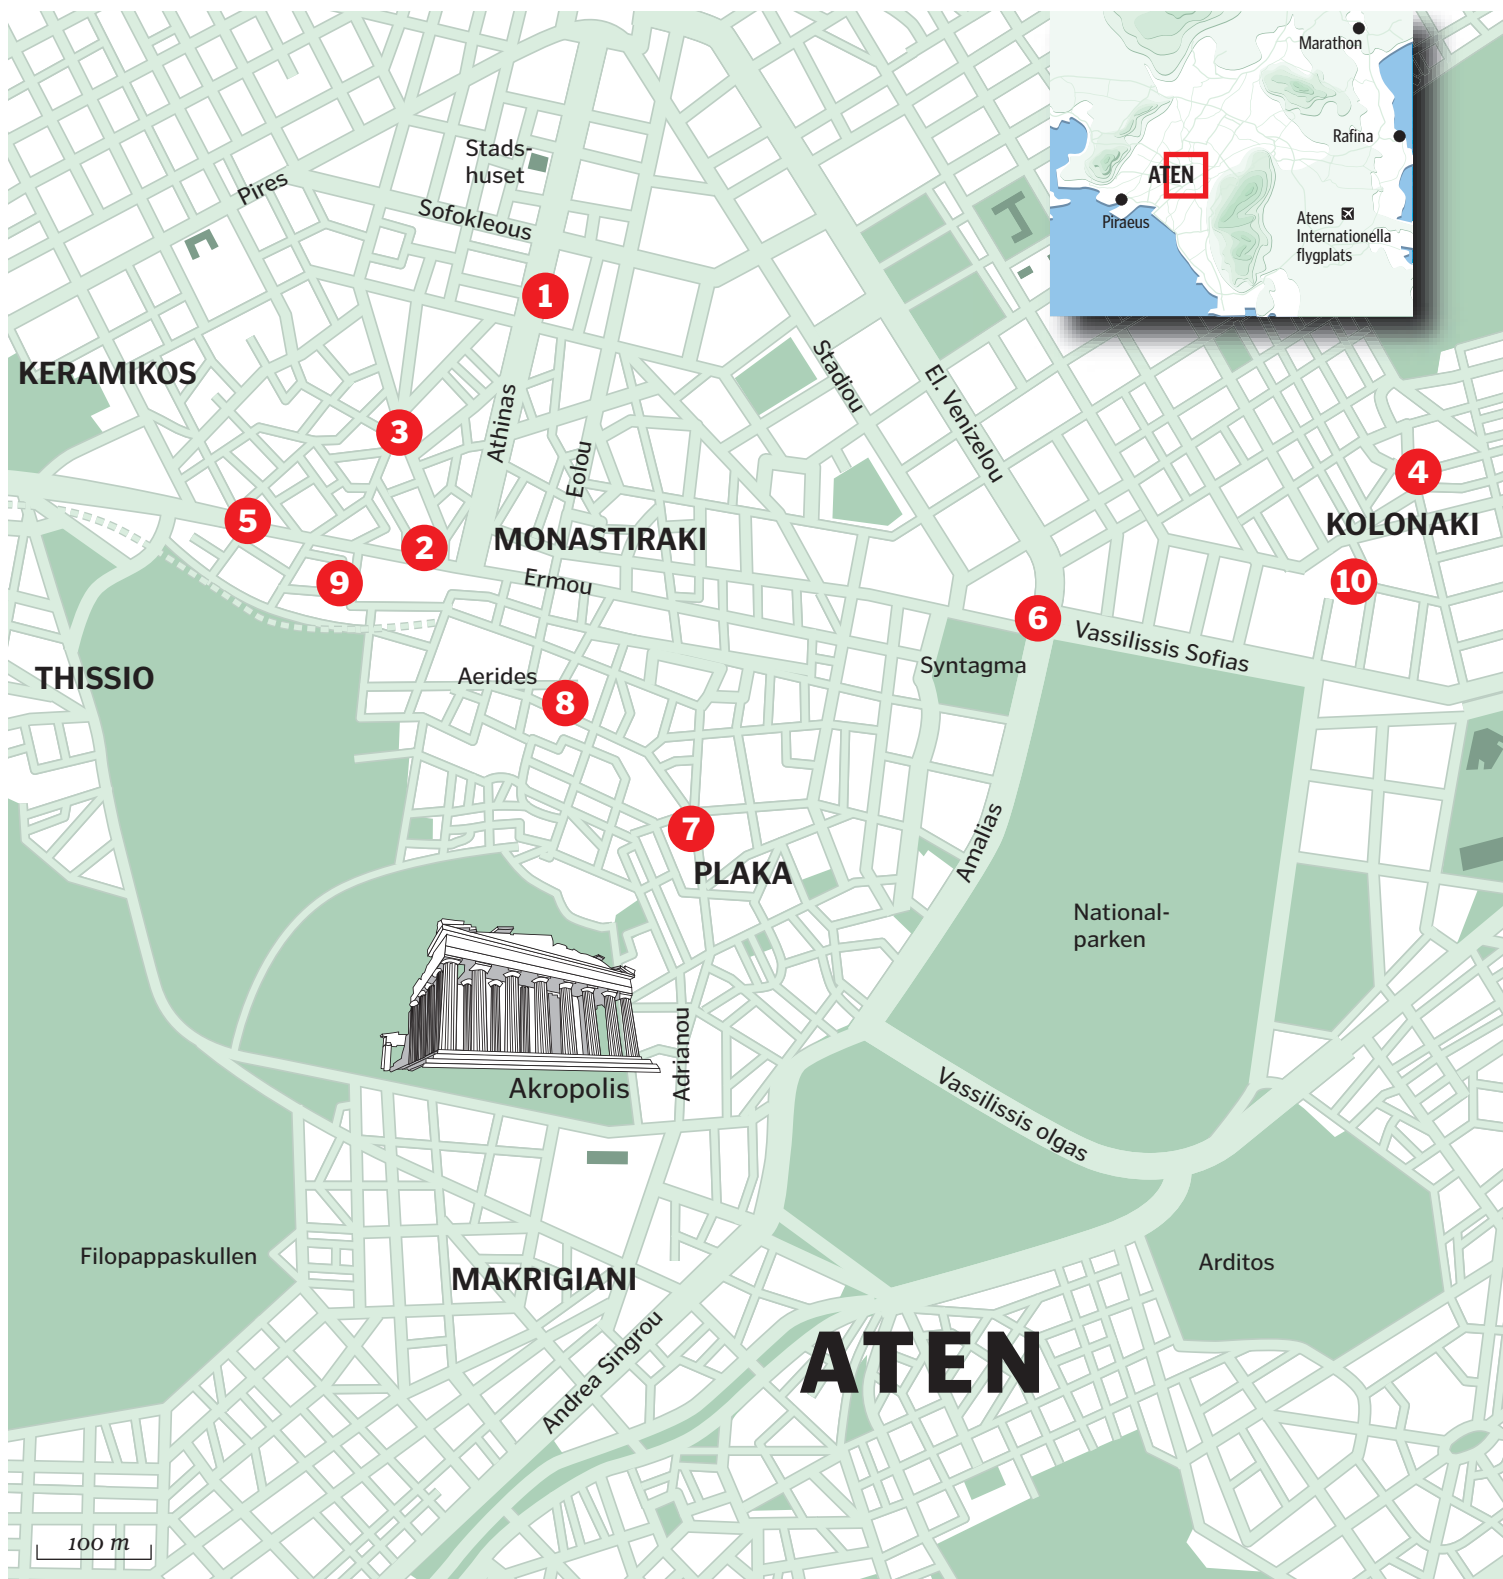 Marathon
Rafina
ATEN
Piraeus
Atens
Internationella
flygplats
Stads-
huset
Pires
Sofokleous
1
KERAMIKOS
Stadiou
El. Venizelou
Athinas
3
Eolou
4
5
2
MONASTIRAKI
KOLONAKI
9
Ermou
10
6
Vassilissis Sofias
THISSIO
Aerides
Syntagma
8
7
PLAKA
Amalias
National-
parken
Adrianou
Akropolis
Vassilissis olgas
Filopappaskullen
MAKRIGIANI
Arditos
Andrea Singrou
ATEN
100 m